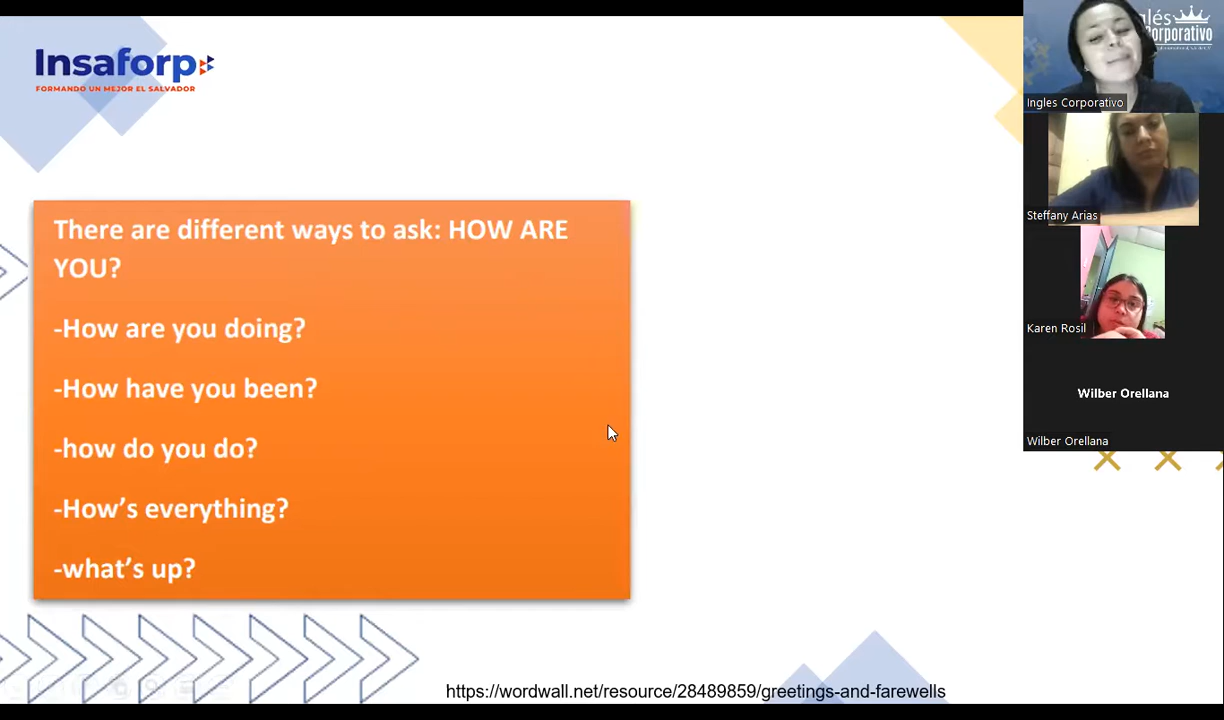 Insaforp
FORMANDO UN MEJOR EL SALVADOR
There are different ways to ask: HOW ARE
YOU?
-How are you doing?
-How have you been?
-how do you do?
-How’s everything?
-what’s up?
https://wordwall.net/resource/28489859/greetings-and-farewells
glés
Corporativo
Ingles Corporativo
Steffany Arias
Karen Rosil
Wilber Orellana
Wilber Orellana